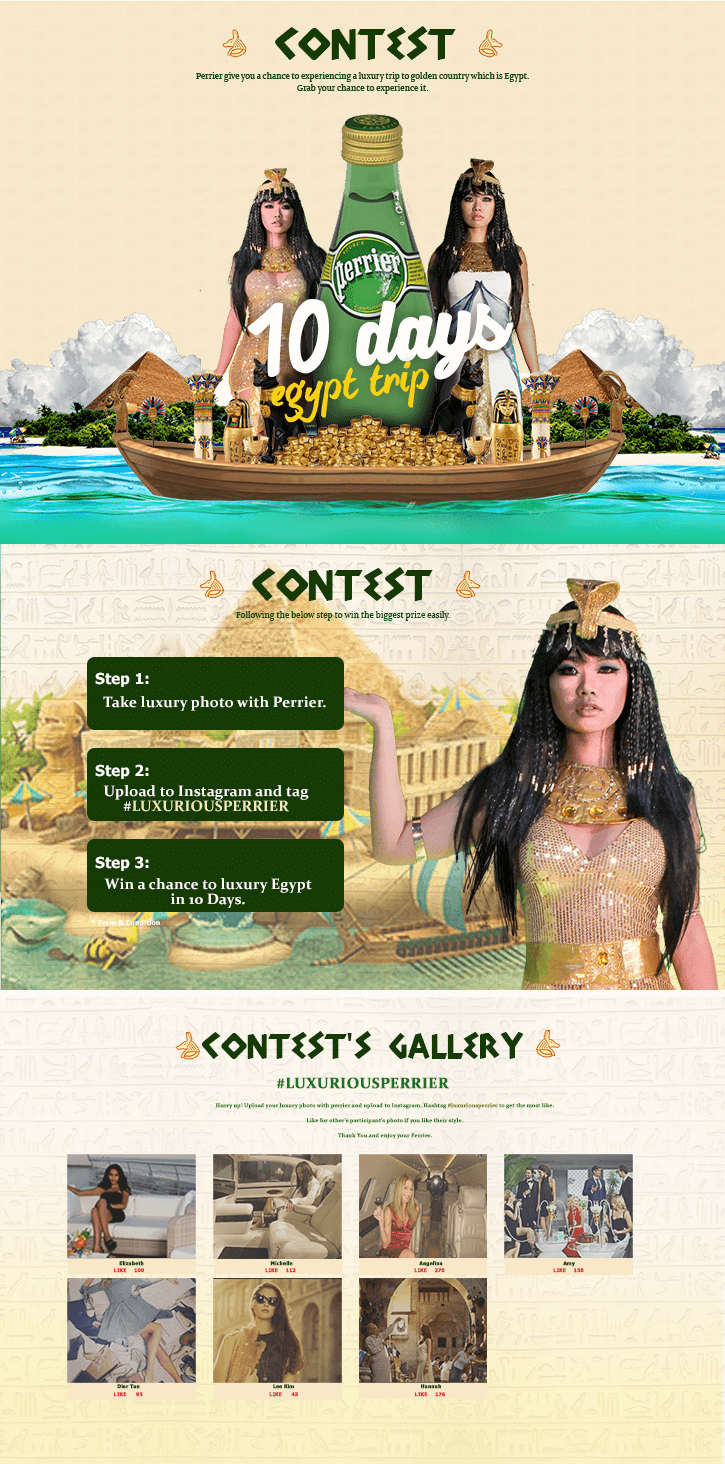 CONTEST
Perrier give you a chance to experiencing a luxury trip to golden country which is Egypt.
Grab your chance to experience it.
perrier
10 days
egypt trip
CONTEST
Following the below step to win the biggest prize easily.
Step 1:
Take luxury photo with Perrier.
Step 2:
Upload to Instagram and tag
#LUXURIOUSPERRIER
Step 3:
Win a chance to luxury Egypt
in 10 Days.
* Term & Condition
CONTEST'S GALLERY
#LUXURIOUSPERRIER
Hurry up! Upload your luxury photo with perrier and upload to Instagram. Hashtag #luxuriousperrier to get the most like.
Like for other's participant's photo if you like their style.
Thank You and enjoy your Perrier.
Elizabeth
LIKE 100
Michelle
LIKE 112
Angelina
LIKE 270
Amy
LIKE 150
Dior Tan
LIKE 95
Lee Kim
LIKE 43
Hannah
LIKE 176